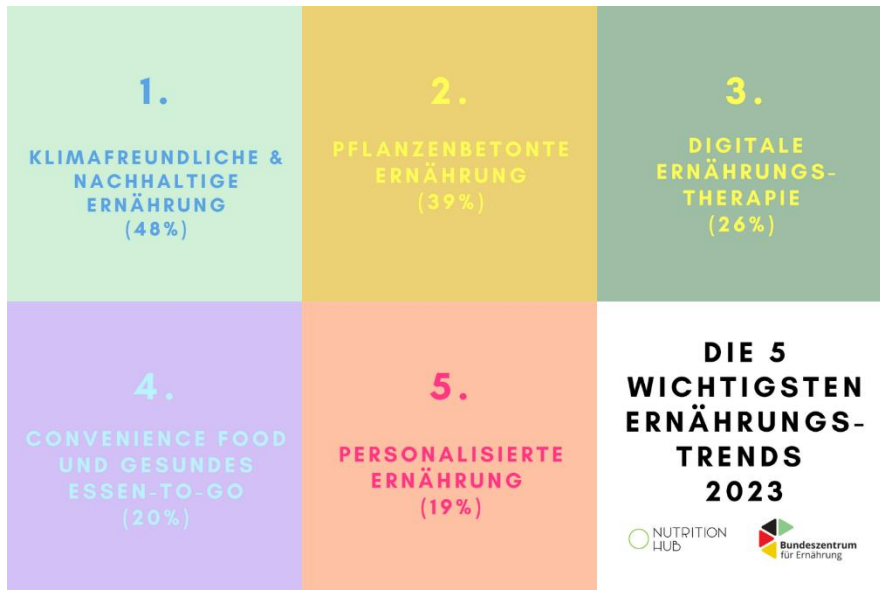 1.
KLIMAFREUNDLICHE &
NACHHALTIGE
ERNÄHRUNG
(48%)
2.
PFLANZENBETONTE
ERNÄHRUNG
(39%)
3.
DIGITALE
ERNÄHRUNGS-
THERAPIE
(26%)
4.
CONVENIENCE FOOD
UND GESUNDES
ESSEN-TO-GO
(20%)
5.
PERSONALISIERTE
ERNÄHRUNG
(19%)
DIE 5
WICHTIGSTEN
ERNÄHRUNGS-
TRENDS
2023
NUTRITION
HUB
Bundeszentrum
für Ernährung